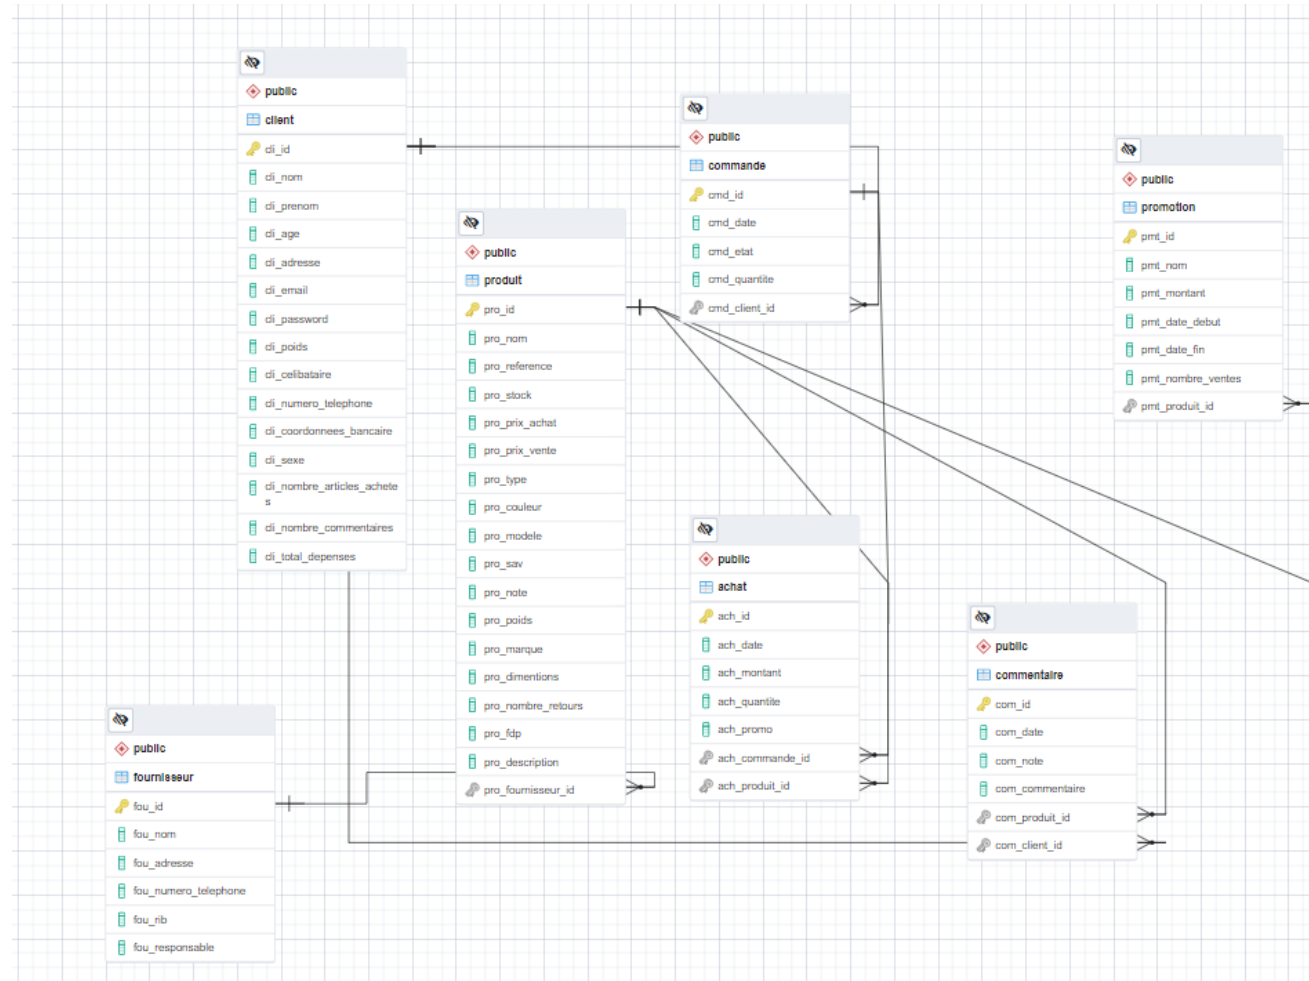 public
client
cli_id
cli_nom
cli_prenom
cli_age
cli_adresse
cli_email
cli_password
cli_poids
cli_celibataire
cli_numero_telephone
cli_coordonnees_bancaire
cli_sexe
cli_nombre_articles_achete
s
cli_nombre_commentaires
cli_total_depenses
public
produit
pro_id
pro_nom
pro_reference
pro_stock
pro_prix_achat
pro_prix_vente
pro_type
pro_couleur
pro_modele
pro_sav
pro_note
pro_poids
pro_marque
pro_dimentions
pro_nombre_retours
pro_fdp
pro_description
pro_fournisseur_id
public
commande
cmd_id
cmd_date
cmd_etat
cmd_quantite
cmd_client_id
public
promotion
pmt_id
pmt_nom
pmt_montant
pmt_date_debut
pmt_date_fin
pmt_nombre_ventes
pmt_produit_id
public
achat
ach_id
ach_date
ach_montant
ach_quantite
ach_promo
ach_commande_id
ach_produit_id
public
commentaire
com_id
com_date
com_note
com_commentaire
com_produit_id
com_client_id
public
fournisseur
fou_id
fou_nom
fou_adresse
fou_numero_telephone
fou_rib
fou_responsable